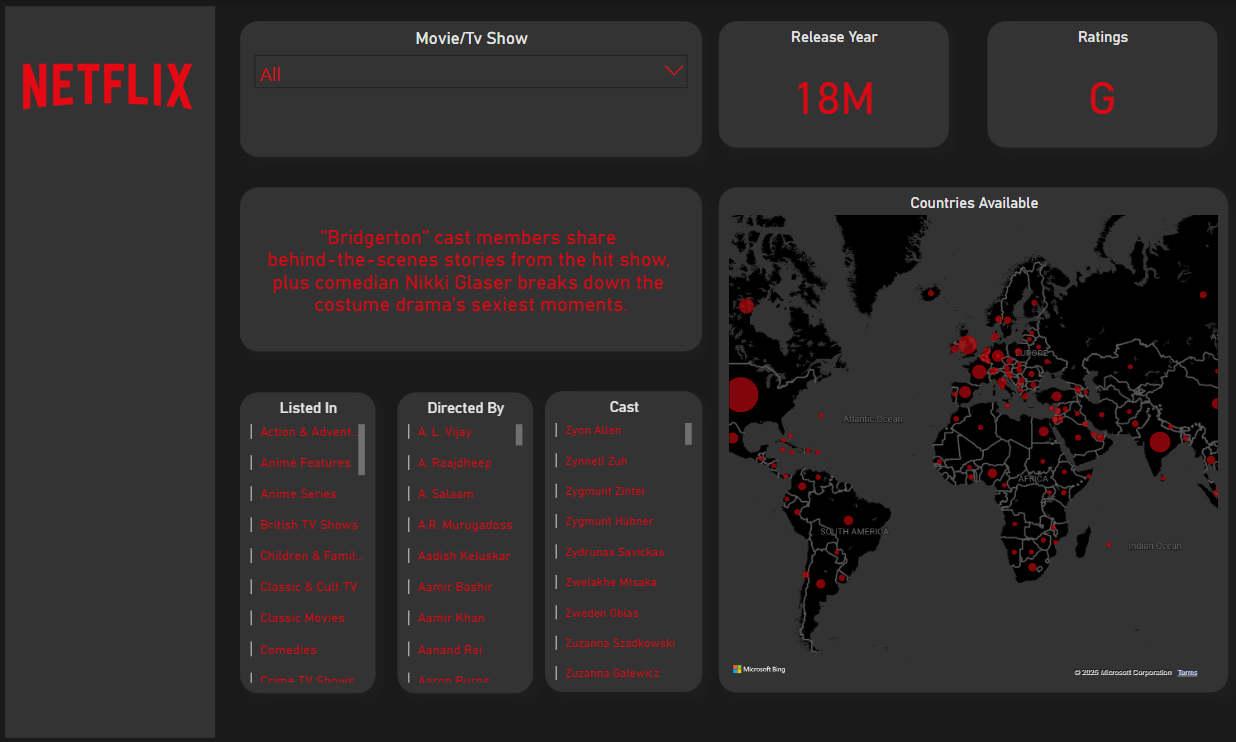 NETFLIX
Movie/Tv Show
All
Release Year
18M
Ratings
G
"Bridgerton" cast members share
behind-the-scenes stories from the hit show,
plus comedian Nikki Glaser breaks down the
costume drama's sexiest moments.
Countries Available
EUROPE
Atlantic Ocean
AFRICA
SOUTH AMERICA
Indian Ocean
Microsoft Bing
© 2025 Microsoft Corporation Terms
Listed In
Action & Advent...
Anime Features
Anime Series
British TV Shows
Children & Famil...
Classic & Cult TV
Classic Movies
Comedies
Crime TV Shows
Directed By
A. L. Vijay
A. Raajdheep
A. Salaam
A.R. Murugadoss
Aadish Keluskar
Aamir Bashir
Aamir Khan
Aanand Rai
Aaron Burns
Cast
Zyon Allen
Zynnell Zuh
Zygmunt Zintel
Zygmunt Hübner
Zydrunas Savickas
Zwelakhe Mtsaka
Zweden Obias
Zuzanna Szadkowski
Zuzanna Galewicz